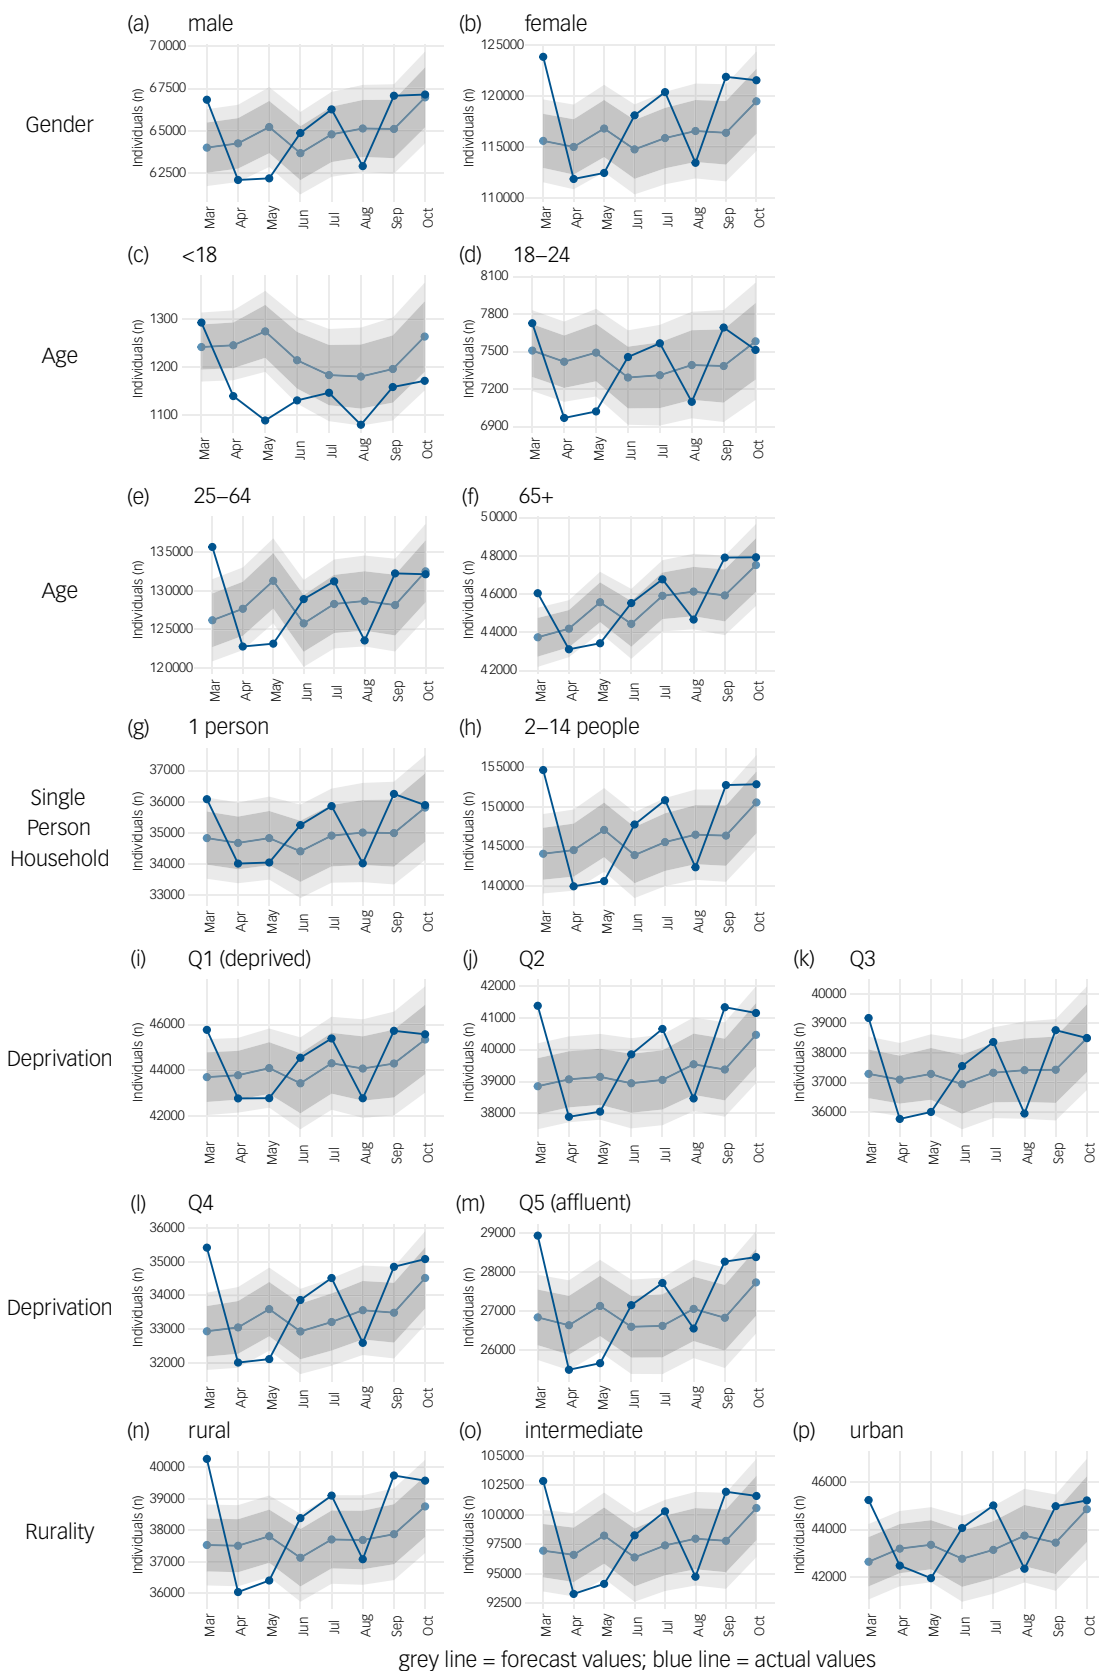 (a) male
(b) female
Gender
Individuals (n)
70000
67500
65000
62500
Mar Apr May Jun Jul Aug Sep Oct
Individuals (n)
125000
120000
115000
110000
Mar Apr May Jun Jul Aug Sep Oct
(c) <18
(d) 18–24
Age
Individuals (n)
1300
1200
1100
Mar Apr May Jun Jul Aug Sep Oct
Individuals (n)
8100
7800
7500
7200
6900
Mar Apr May Jun Jul Aug Sep Oct
(e) 25–64
(f) 65+
Age
Individuals (n)
135000
130000
125000
120000
Mar Apr May Jun Jul Aug Sep Oct
Individuals (n)
50000
48000
46000
44000
42000
Mar Apr May Jun Jul Aug Sep Oct
(g) 1 person
(h) 2–14 people
Single
Person
Household
Individuals (n)
37000
36000
35000
34000
33000
Mar Apr May Jun Jul Aug Sep Oct
Individuals (n)
155000
150000
145000
140000
Mar Apr May Jun Jul Aug Sep Oct
(i) Q1 (deprived)
(j) Q2
(k) Q3
Deprivation
Individuals (n)
46000
44000
42000
Mar Apr May Jun Jul Aug Sep Oct
Individuals (n)
42000
41000
40000
39000
38000
Mar Apr May Jun Jul Aug Sep Oct
Individuals (n)
40000
39000
38000
37000
36000
Mar Apr May Jun Jul Aug Sep Oct
(l) Q4
(m) Q5 (affluent)
Deprivation
Individuals (n)
36000
35000
34000
33000
32000
Mar Apr May Jun Jul Aug Sep Oct
Individuals (n)
29000
28000
27000
26000
Mar Apr May Jun Jul Aug Sep Oct
(n) rural
(o) intermediate
(p) urban
Rurality
Individuals (n)
40000
39000
38000
37000
36000
Mar Apr May Jun Jul Aug Sep Oct
Individuals (n)
105000
102500
100000
97500
95000
92500
Mar Apr May Jun Jul Aug Sep Oct
Individuals (n)
46000
44000
42000
Mar Apr May Jun Jul Aug Sep Oct
grey line = forecast values; blue line = actual values